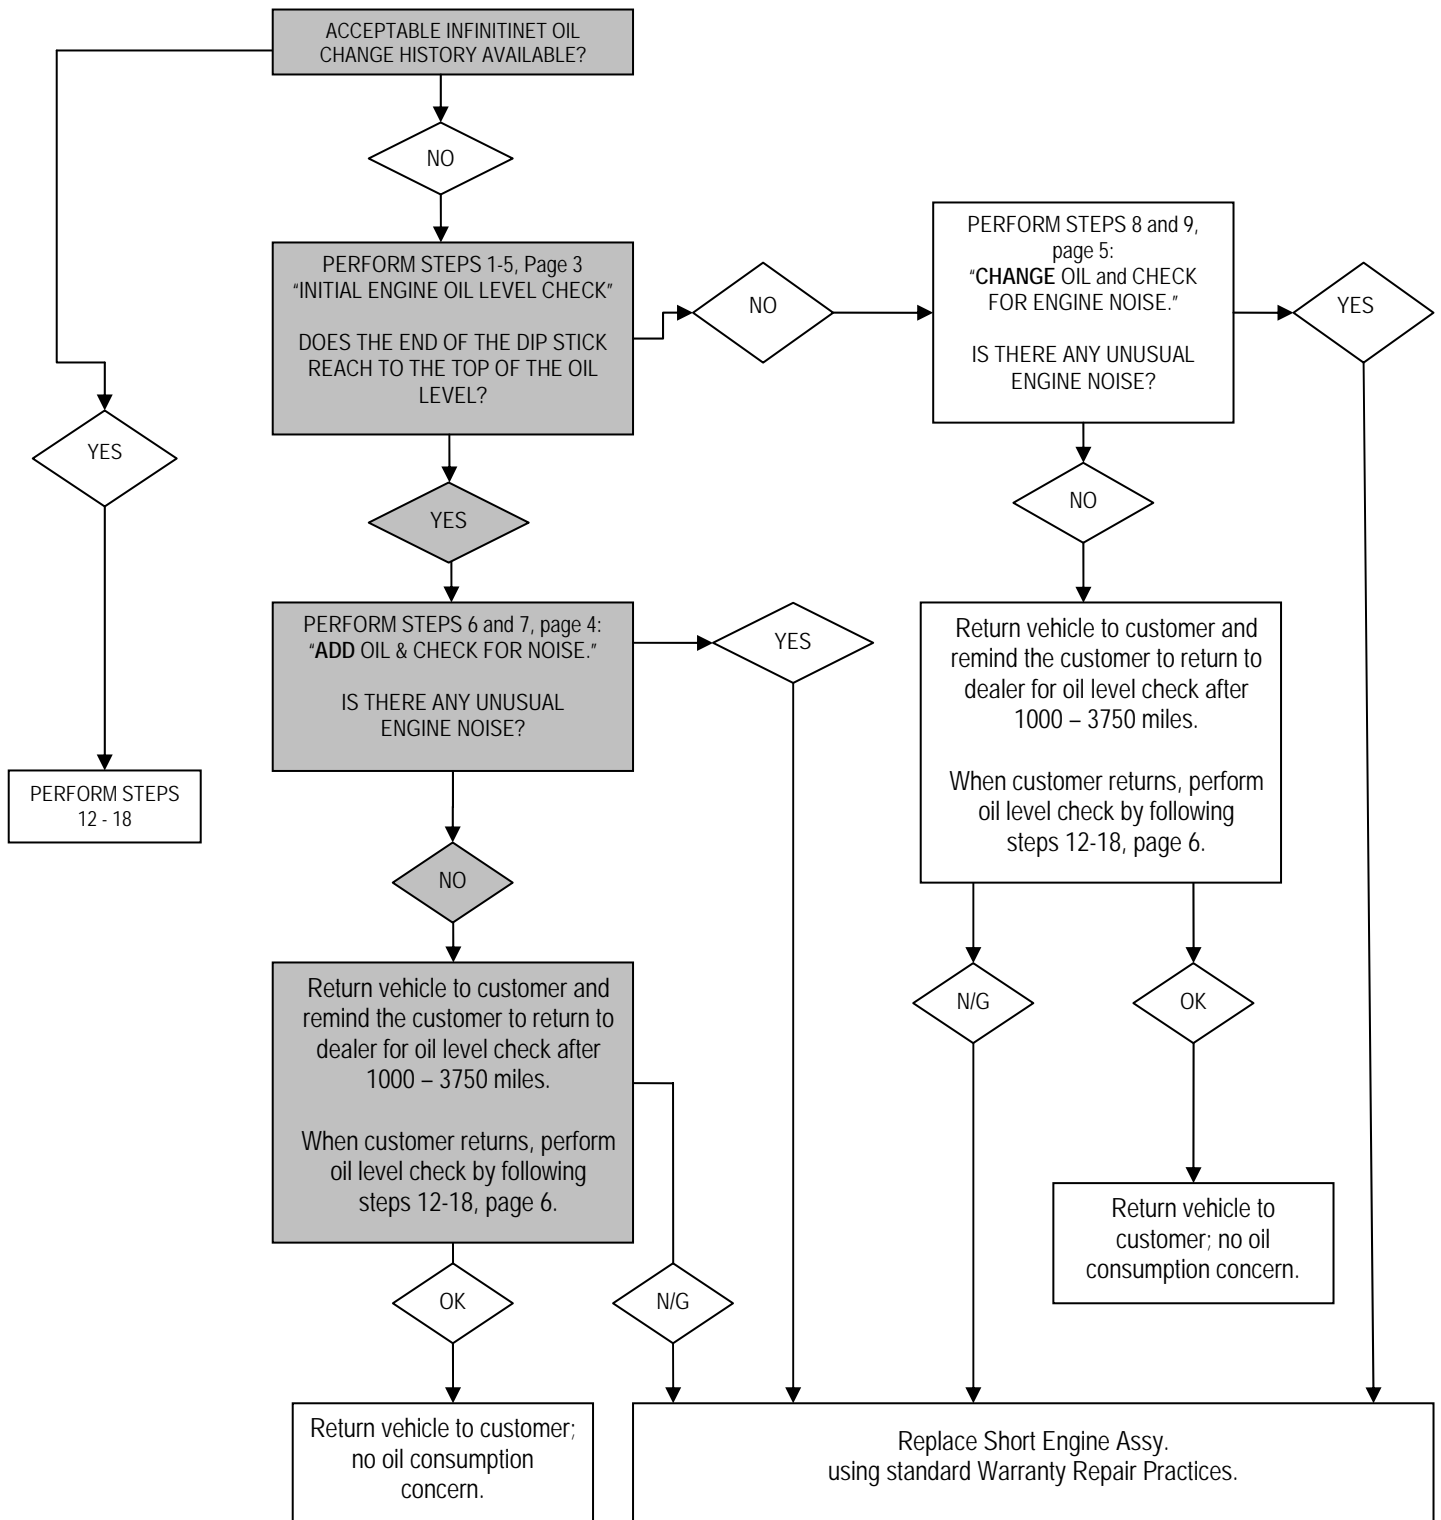 ACCEPTABLE INFINITINET OIL
CHANGE HISTORY AVAILABLE?
NO
PERFORM STEPS 1-5, Page 3
"INITIAL ENGINE OIL LEVEL CHECK"
DOES THE END OF THE DIP STICK
REACH TO THE TOP OF THE OIL
LEVEL?
NO
PERFORM STEPS 8 and 9,
page 5:
"CHANGE OIL and CHECK
FOR ENGINE NOISE."
IS THERE ANY UNUSUAL
ENGINE NOISE?
YES
YES
PERFORM STEPS
12 - 18
YES
NO
PERFORM STEPS 6 and 7, page 4:
"ADD OIL & CHECK FOR NOISE."
IS THERE ANY UNUSUAL
ENGINE NOISE?
YES
Return vehicle to customer and
remind the customer to return to
dealer for oil level check after
1000 – 3750 miles.
When customer returns, perform
oil level check by following
steps 12-18, page 6.
NO
Return vehicle to customer and
remind the customer to return to
dealer for oil level check after
1000 – 3750 miles.
When customer returns, perform
oil level check by following
steps 12-18, page 6.
N/G
OK
Return vehicle to
customer; no oil
consumption concern.
OK
N/G
Return vehicle to customer;
no oil consumption
concern.
Replace Short Engine Assy.
using standard Warranty Repair Practices.